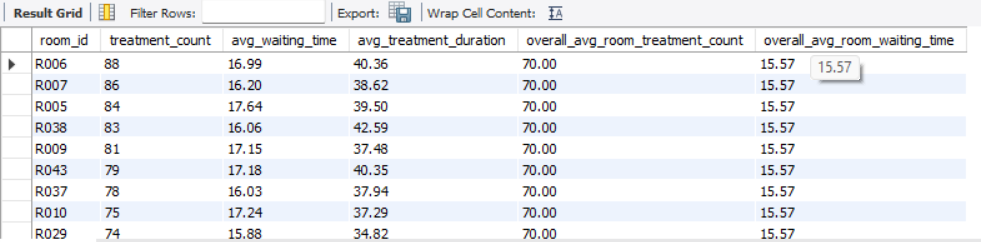 Result Grid Filter Rows: Export: Wrap Cell Content: IA
room_id treatment_count avg_waiting_time avg_treatment_duration overall_avg_room_treatment_count overall_avg_room_waiting_time
R006 88 16.99 40.36 70.00 15.57 15.57
R007 86 16.20 38.62 70.00 15.57
R005 84 17.64 39.50 70.00 15.57
R038 83 16.06 42.59 70.00 15.57
R009 81 17.15 37.48 70.00 15.57
R043 79 17.18 40.35 70.00 15.57
R037 78 16.03 37.94 70.00 15.57
R010 75 17.24 37.29 70.00 15.57
R029 74 15.88 34.82 70.00 15.57